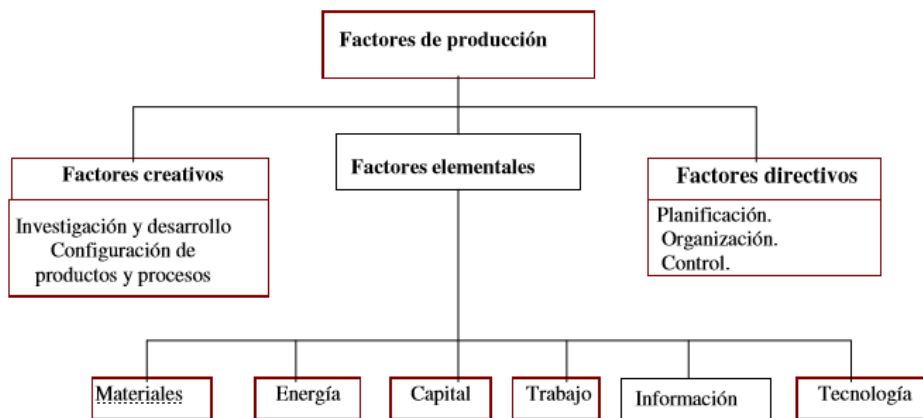 Factores de producción
Factores creativos
Investigación y desarrollo
Configuración de
productos y procesos
Factores elementales
Factores directivos
Planificación.
Organización.
Control.
Materiales
Energía
Capital
Trabajo
Información
Tecnología